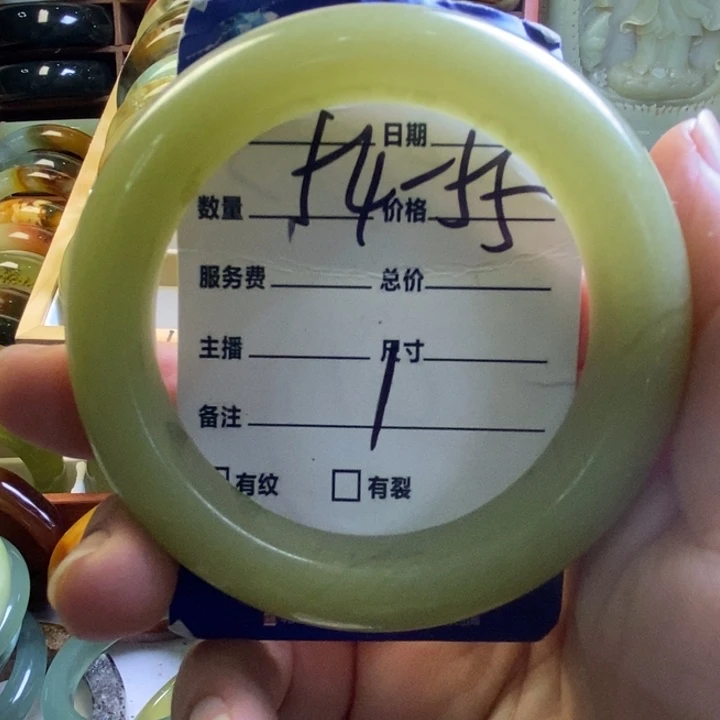 日期
数量 价格
服务费 总价
主播 尺寸
备注
有纹 有裂